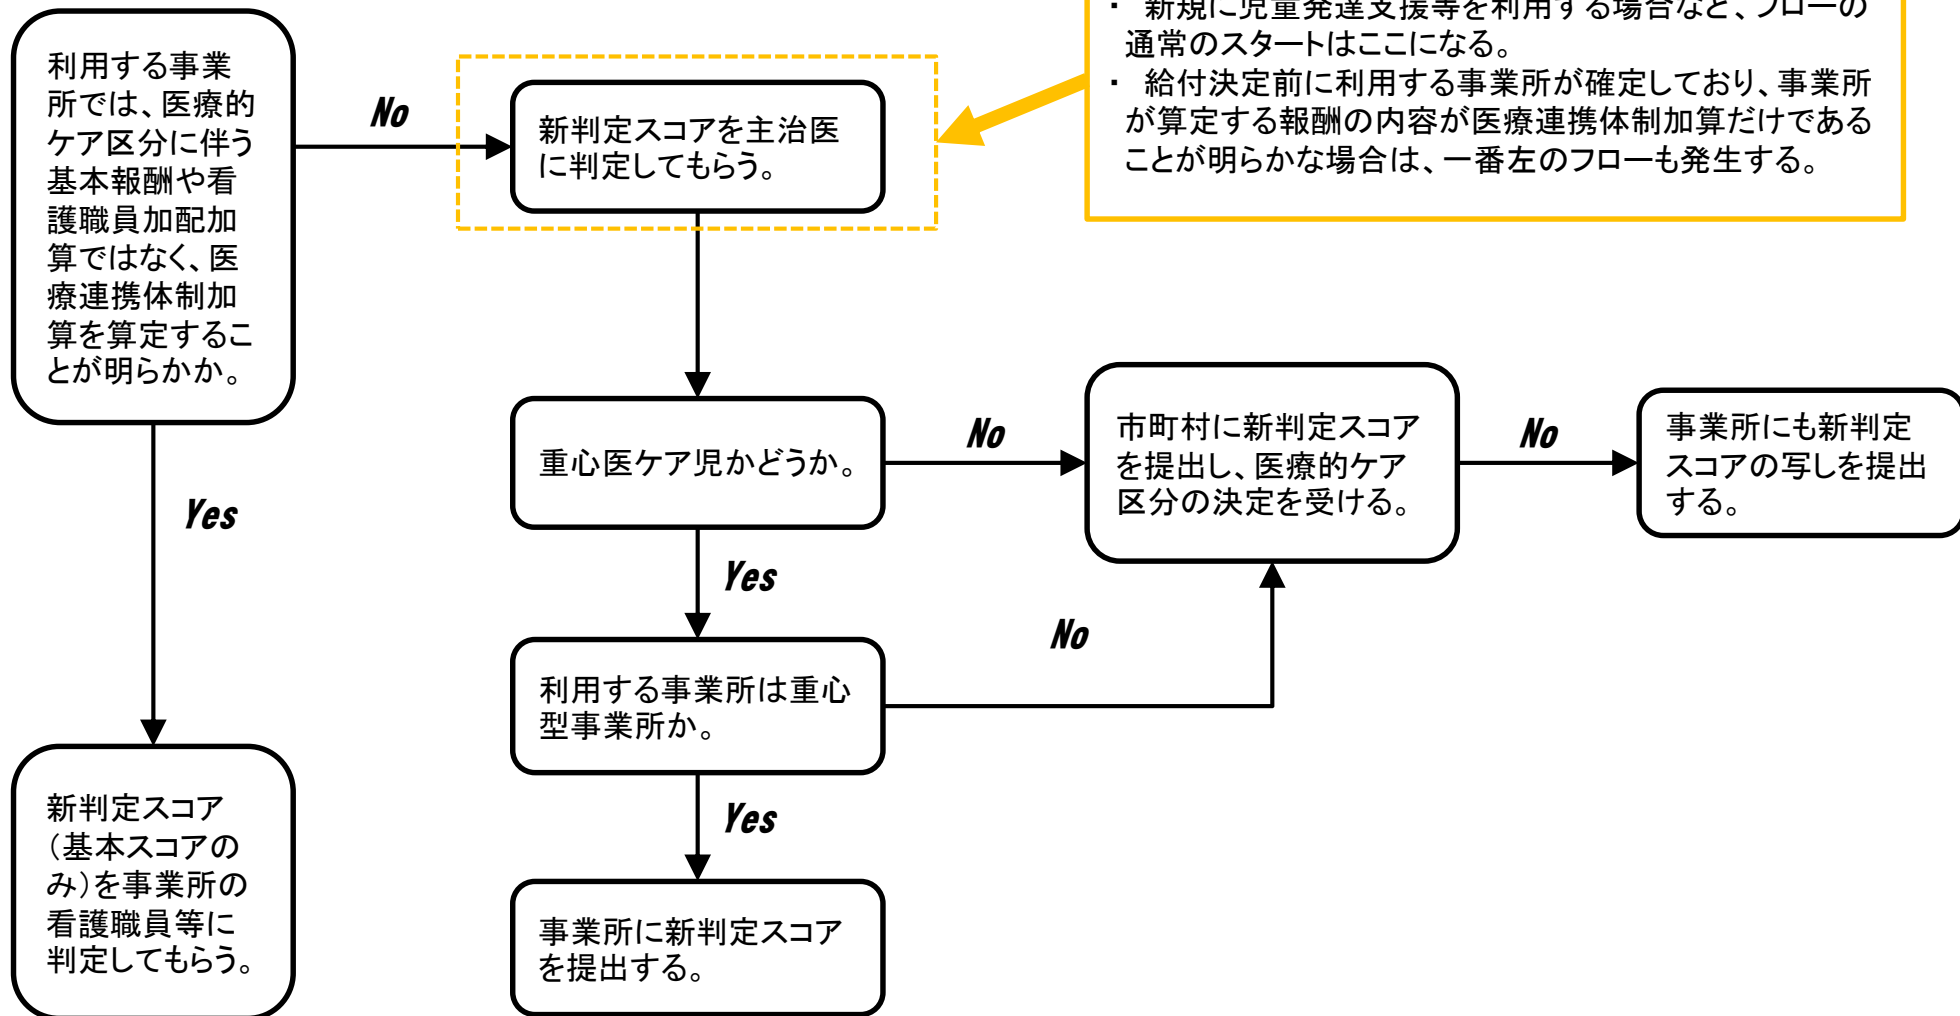 ・ 新規に児童発達支援等を利用する場合など、フローの
通常のスタートはここになる。
・ 給付決定前に利用する事業所が確定しており、事業所
が算定する報酬の内容が医療連携体制加算だけである
ことが明らかな場合は、一番左のフローも発生する。
利用する事業
所では、医療的
ケア区分に伴う
基本報酬や看
護職員加配加
算ではなく、医
療連携体制加
算を算定するこ
とが明らかか。
No
新判定スコアを主治医
に判定してもらう。
重心医ケア児かどうか。
No
市町村に新判定スコア
を提出し、医療的ケア
区分の決定を受ける。
No
事業所にも新判定
スコアの写しを提出
する。
Yes
Yes
No
利用する事業所は重心
型事業所か。
Yes
新判定スコア
（基本スコアの
み）を事業所の
看護職員等に
判定してもらう。
事業所に新判定スコア
を提出する。